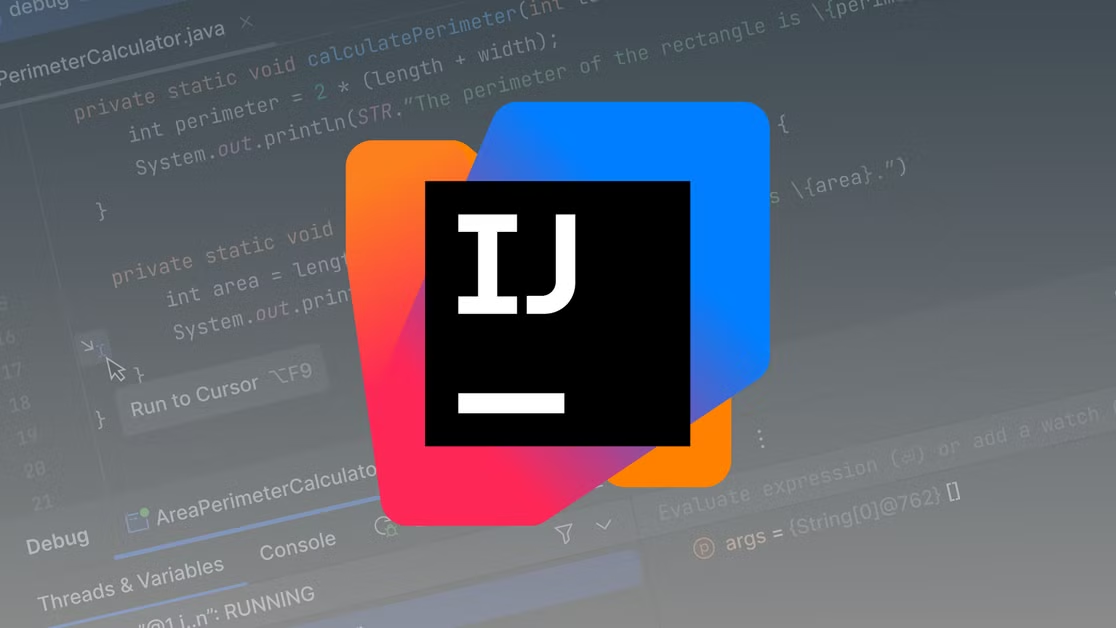 debug
PerimeterCalculator.java
private static void calculatePerimeter(int
int perimeter = 2 * (length + width);
System.out.println(STR."The perimeter of the rectangle is \{perim
{
}
\{area}.")
private static void
int area = 
System.out.
16
17
18
19
20
21
}
}
Run to Cursor ⌥F9
IJ
AreaPerimeterCalculato
Debug
Console
Threads & Variables
RUNNING
Evaluate expression (⏎) or add a watch
args = {String[0]@762} []